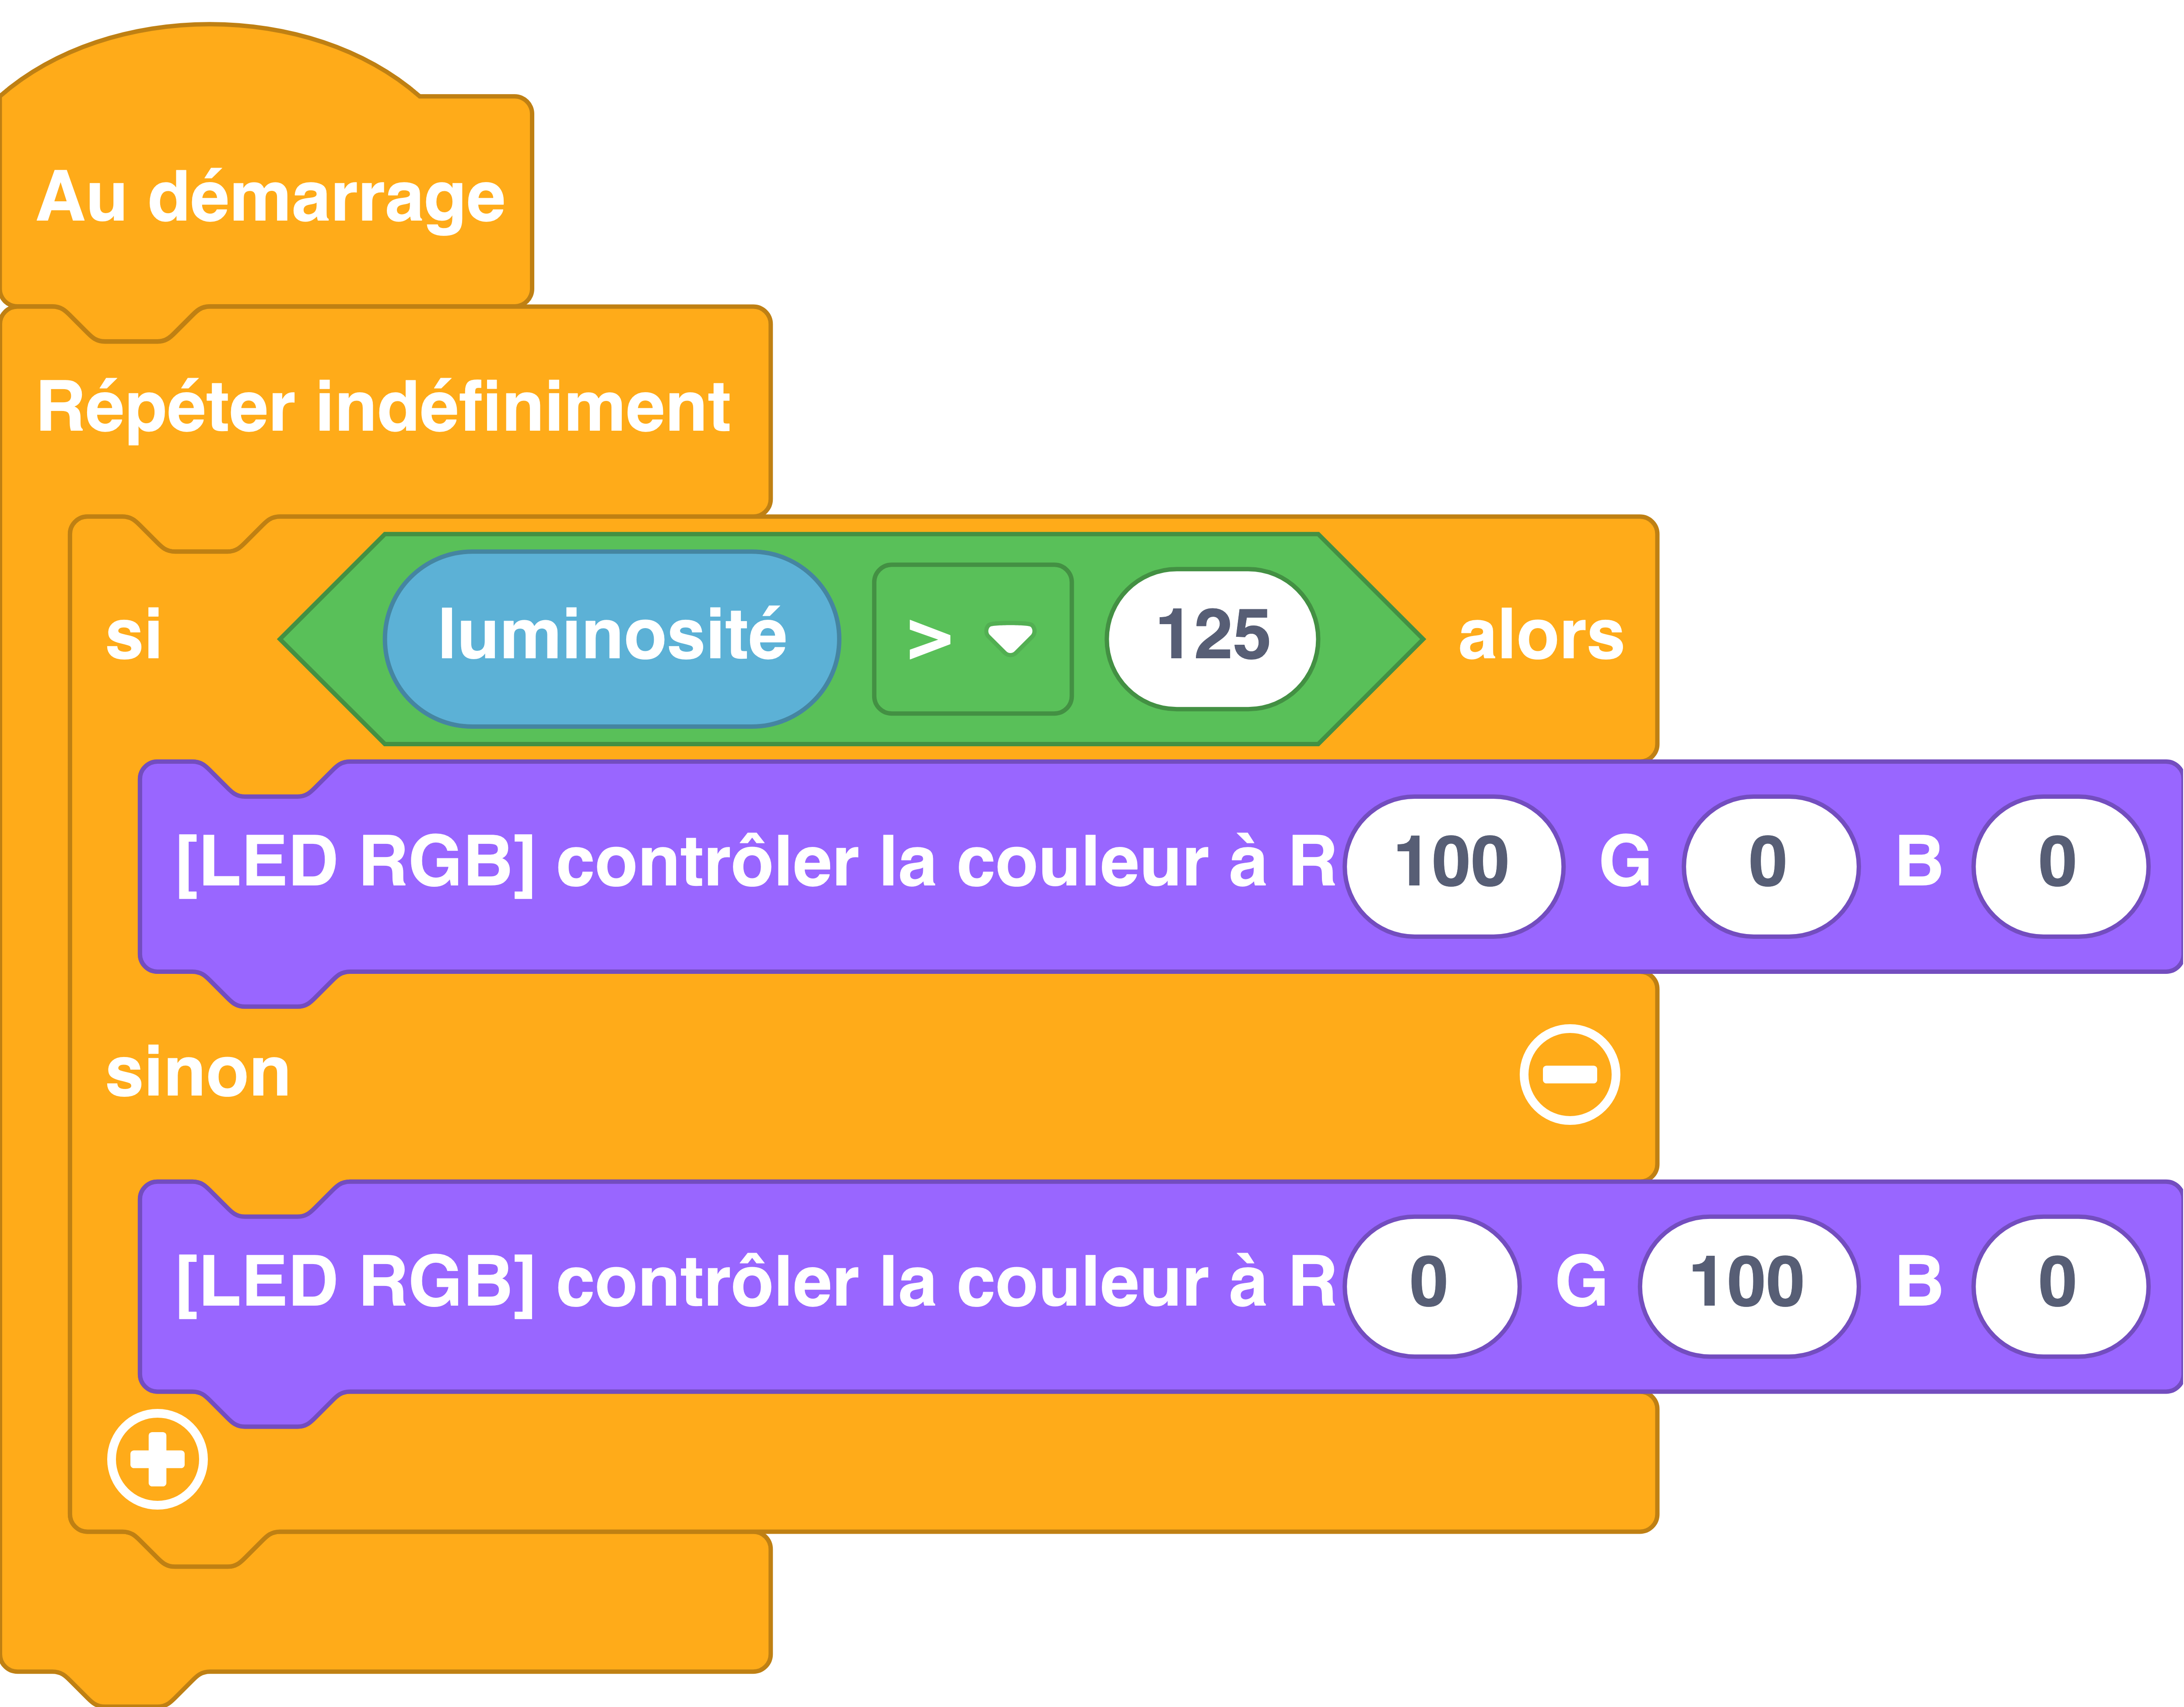 Au démarrage
Répéter indéfiniment
si luminosité > 125 alors
[LED RGB] contrôler la couleur à R 100 G 0 B 0
sinon
[LED RGB] contrôler la couleur à R 0 G 100 B 0